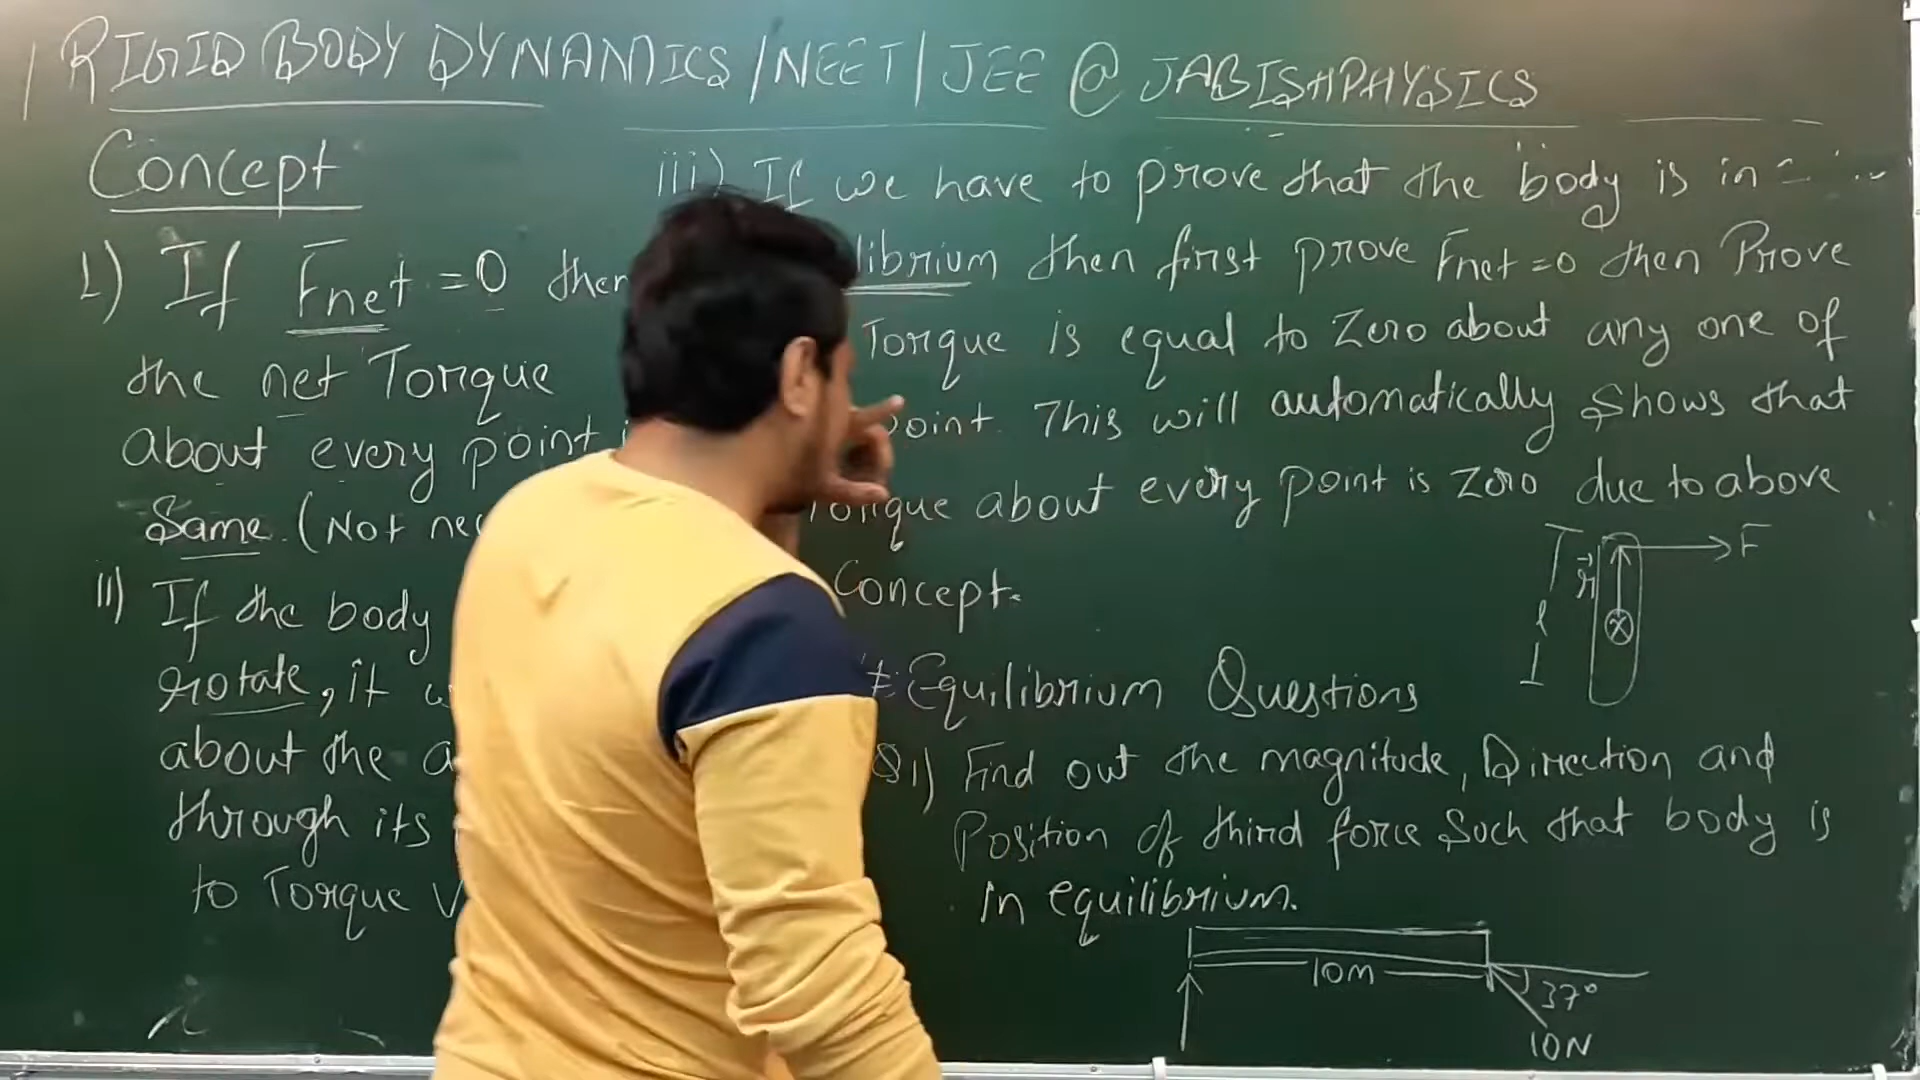 RIGID BODY DYNAMICS/NEET/JEE @ JABISHPHYSICS
Concept
I) If Fnet = 0 then
the net Torque
About every point
Same. (Not
II) If the body
rotate, it
about the
through its
to Torque
iii) If we have to prove that the body is in
librium then first prove Fnet=0 then Prove
Torque is equal to Zero about any one of
point. This will automatically Shows that
Torque about every point is Zero due to above
Concept.
F
r
l
Equilibrium Questions
Q1) Find out the magnitude, Direction and
Position of third force Such that body is
in equilibrium.
10M
37°
10N